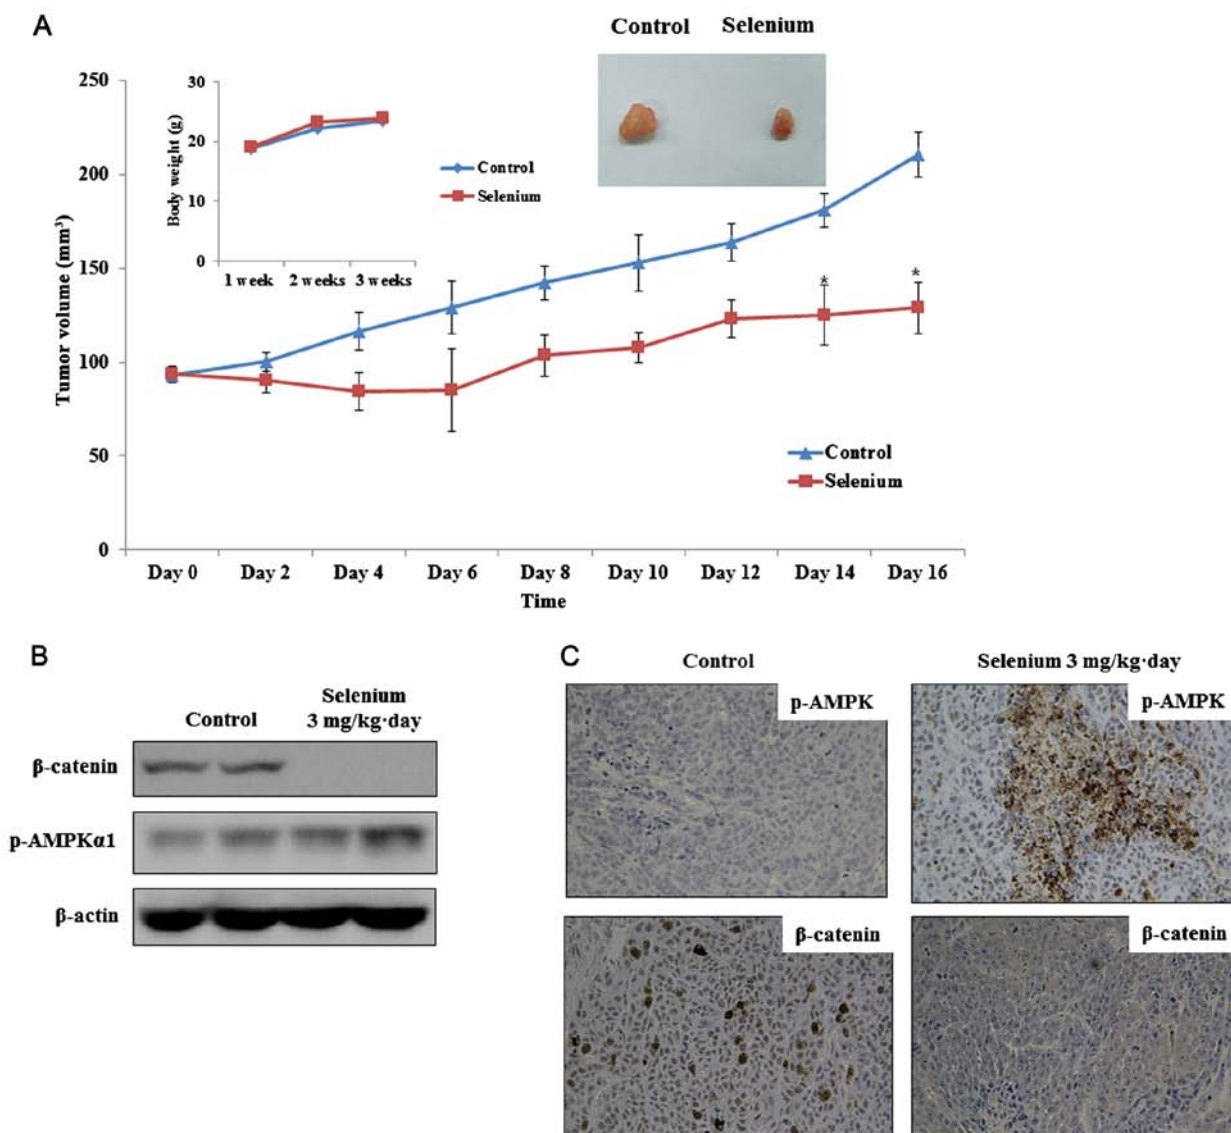 A
Control Selenium
250
200
150
100
50
0
Tumor volume (mm³)
30
20
10
0
Body weight (g)
1 week 2 weeks 3 weeks
Control
Selenium
*
*
Control
Selenium
Day 0 Day 2 Day 4 Day 6 Day 8 Day 10 Day 12 Day 14 Day 16
Time
B
Control
Selenium
3 mg/kg·day
β-catenin
p-AMPKα1
β-actin
C
Control
Selenium 3 mg/kg·day
p-AMPK
p-AMPK
β-catenin
β-catenin